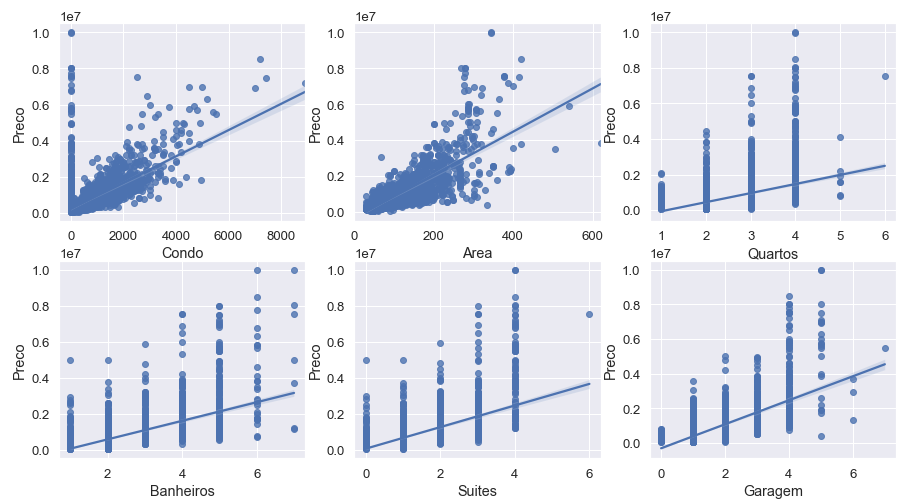 1e7 1e7 1e7
1.0 1.0 1.0
0.8 0.8 0.8
0.6 0.6 0.6
Preco Preco Preco
0.4 0.4 0.4
0.2 0.2 0.2
0.0 0.0 0.0
0 2000 4000 6000 8000 0 200 400 600 1 2 3 4 5 6
Condo Area Quartos
1e7 1e7 1e7
1.0 1.0 1.0
0.8 0.8 0.8
0.6 0.6 0.6
Preco Preco Preco
0.4 0.4 0.4
0.2 0.2 0.2
0.0 0.0 0.0
2 4 6 0 2 4 6 0 2 4 6
Banheiros Suites Garagem